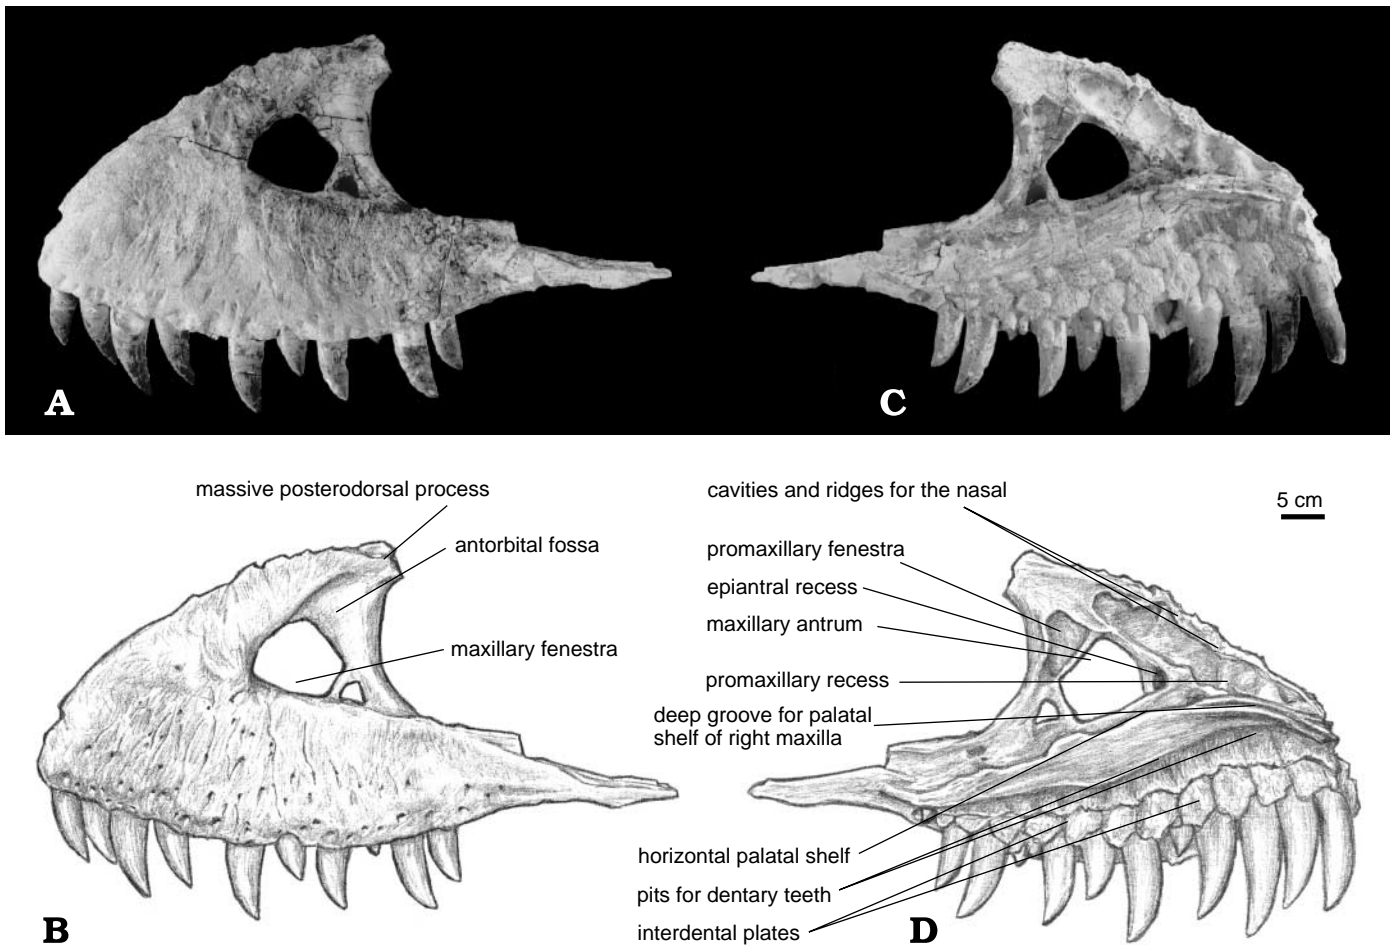 A
C
massive posterodorsal process
antorbital fossa
maxillary fenestra
B
cavities and ridges for the nasal
5 cm
promaxillary fenestra
epiantral recess
maxillary antrum
promaxillary recess
deep groove for palatal
shelf of right maxilla
horizontal palatal shelf
pits for dentary teeth
interdental plates
D